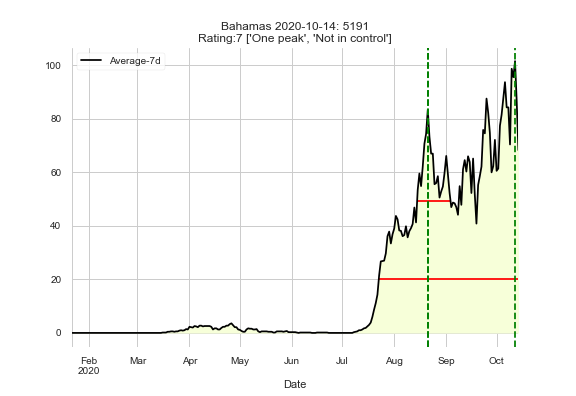 Bahamas 2020-10-14: 5191
Rating:7 ['One peak', 'Not in control']
Average-7d
100
80
60
40
20
0
Feb Mar Apr May Jun Jul Aug Sep Oct
2020
Date